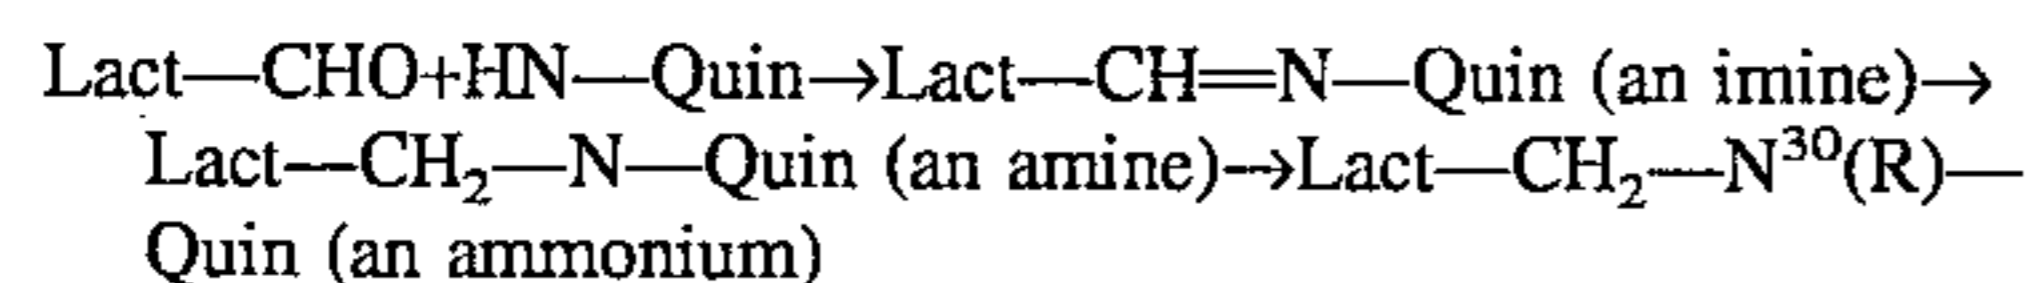 Lact—CHO+HN—Quin→Lact—CH=N—Quin (an imine)→
Lact—CH₂—N—Quin (an amine)→Lact—CH₂—N³⁰(R)—
Quin (an ammonium)